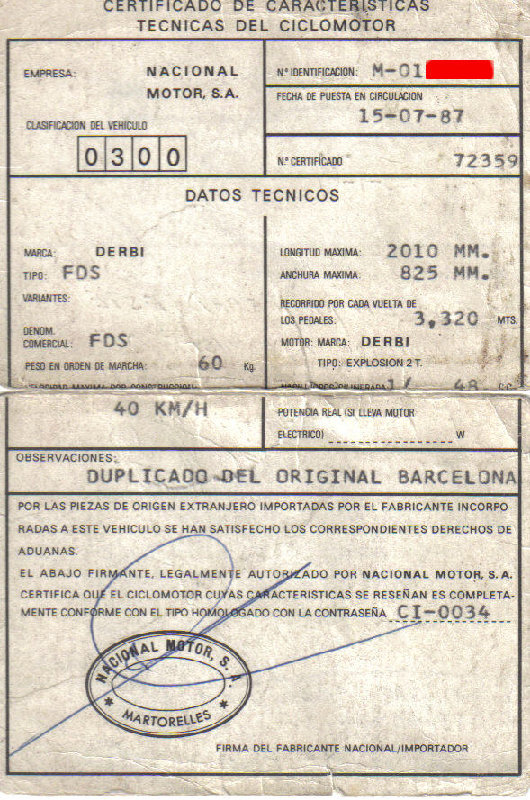 CERTIFICADO DE CARACTERISTICAS
TECNICAS DEL CICLOMOTOR
EMPRESA: NACIONAL
MOTOR, S.A.
CLASIFICACION DEL VEHICULO
0300
Nº IDENTIFICACION: M-01
FECHA DE PUESTA EN CIRCULACION
15-07-87
N.º CERTIFICADO 72359
DATOS TECNICOS
MARCA: DERBI
TIPO: FDS
VARIANTES:
DENOM.
COMERCIAL: FDS
PESO EN ORDEN DE MARCHA: 60 Kg.
VELOCIDAD MAXIMA POR CONSTRUCCION
40 KM/H
LONGITUD MAXIMA: 2010 MM.
ANCHURA MAXIMA: 825 MM.
RECORRIDO POR CADA VUELTA DE
LOS PEDALES: 3,320 MTS.
MOTOR: MARCA: DERBI
TIPO: EXPLOSION 2 T.
1/ 48 C.C.
POTENCIA REAL (SI LLEVA MOTOR
ELECTRICO) W
OBSERVACIONES:
DUPLICADO DEL ORIGINAL BARCELONA
POR LAS PIEZAS DE ORIGEN EXTRANJERO IMPORTADAS POR EL FABRICANTE INCORPO
RADAS A ESTE VEHICULO SE HAN SATISFECHO LOS CORRESPONDIENTES DERECHOS DE
ADUANAS.
EL ABAJO FIRMANTE, LEGALMENTE AUTORIZADO POR NACIONAL MOTOR, S.A.
CERTIFICA QUE EL CICLOMOTOR CUYAS CARACTERISTICAS SE RESEÑAN ES COMPLETA-
MENTE CONFORME CON EL TIPO HOMOLOGADO CON LA CONTRASEÑA CI-0034
NACIONAL MOTOR, S. A.
* MARTORELLES *
FIRMA DEL FABRICANTE NACIONAL/IMPORTADOR